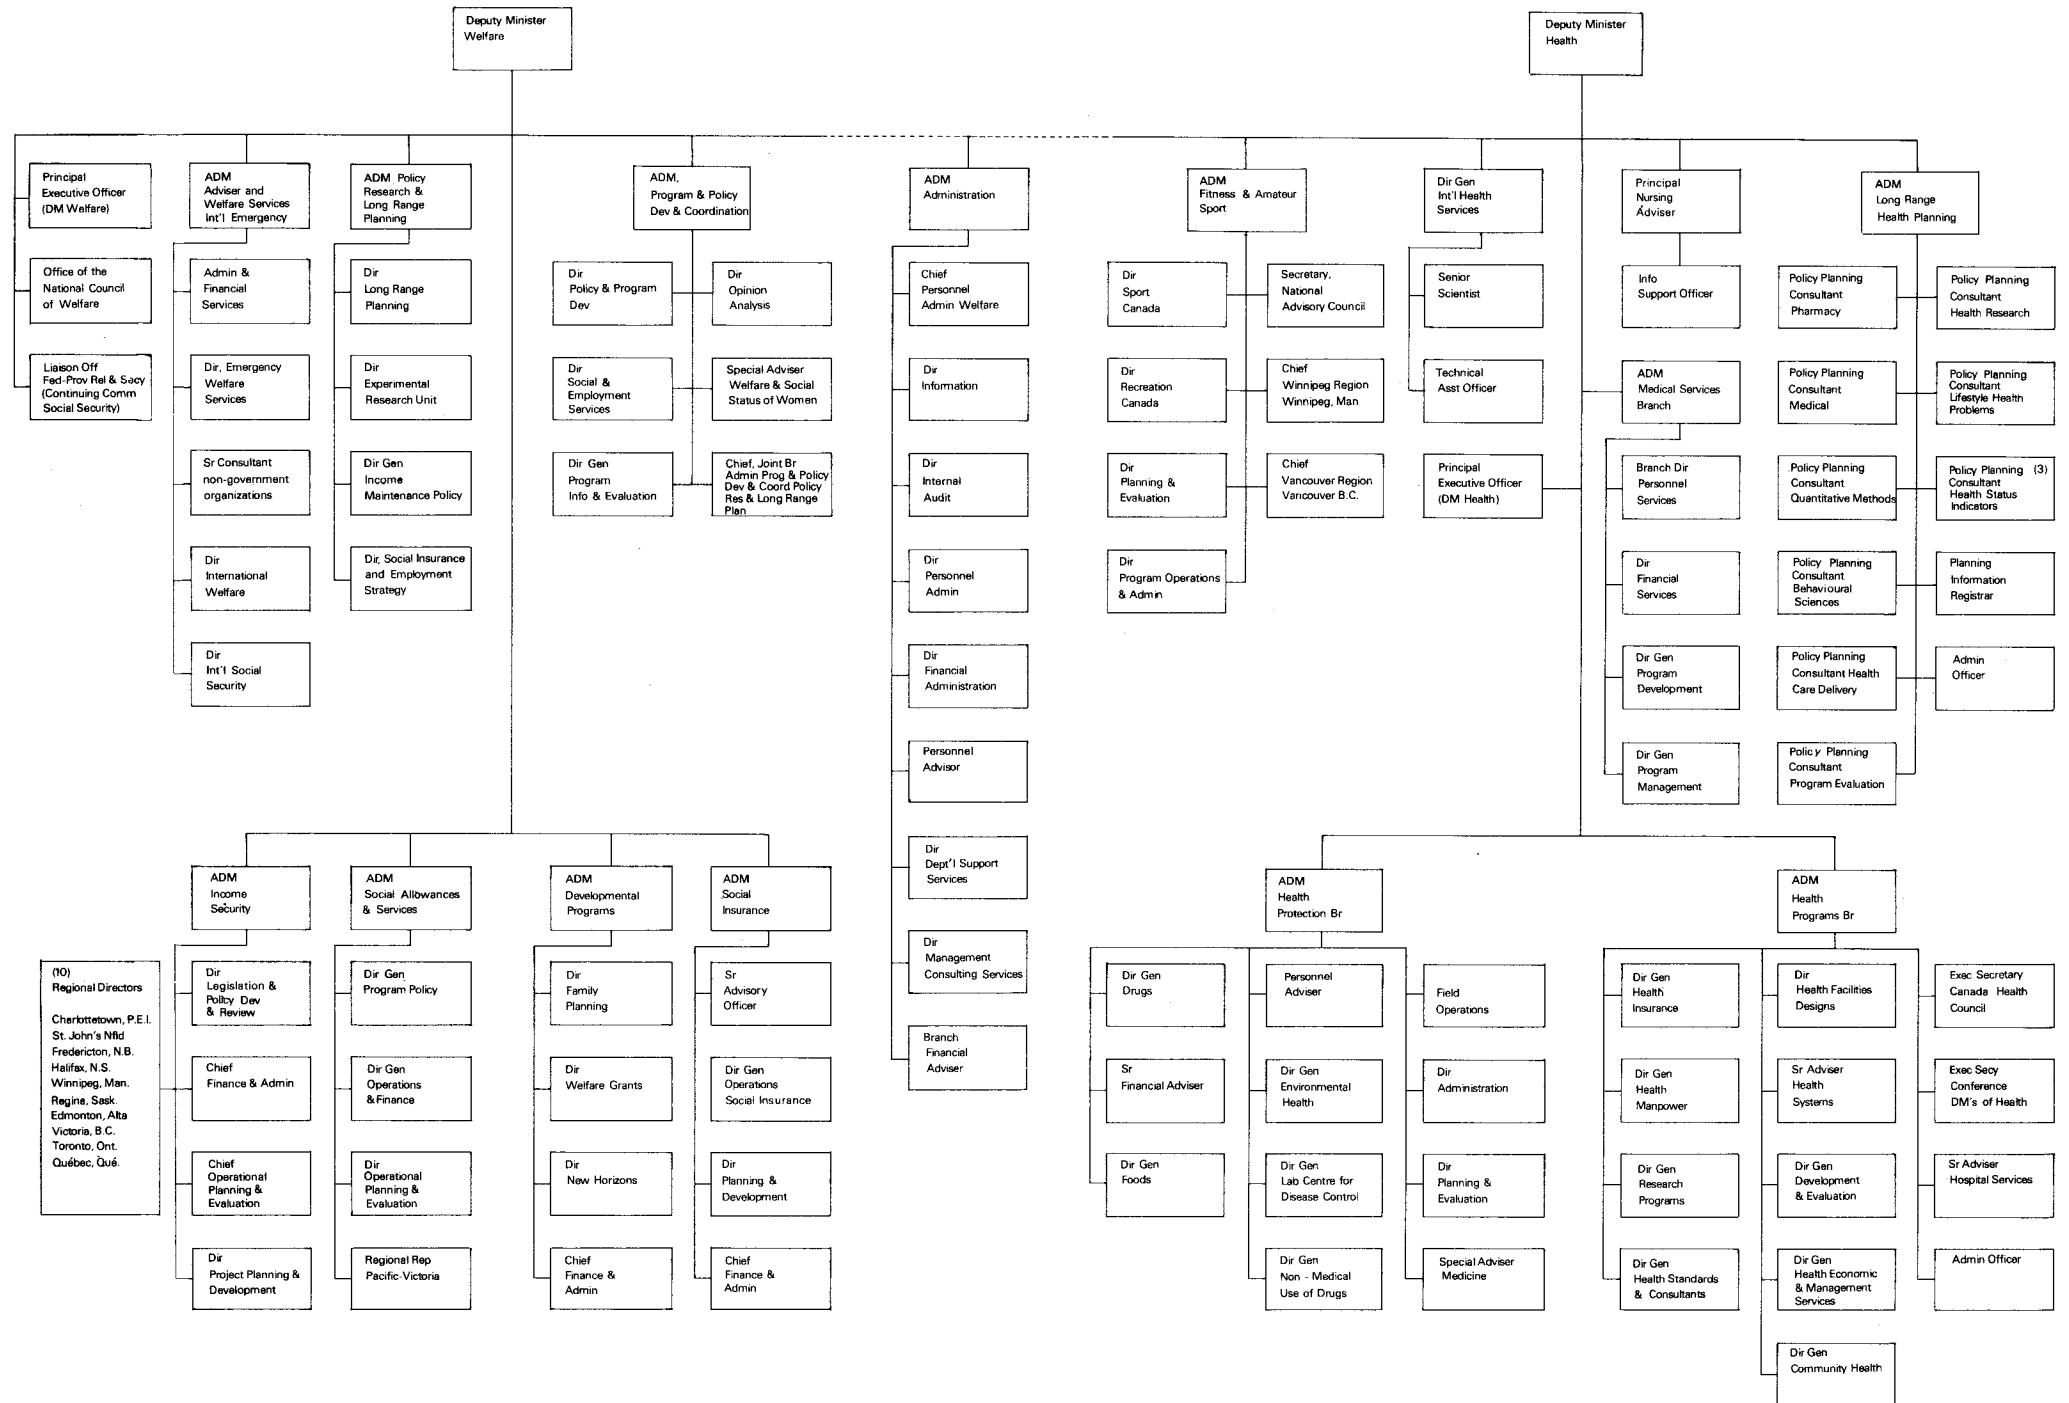 Deputy Minister
Welfare
Deputy Minister
Health
Principal
Executive Officer
(DM Welfare)
Office of the
National Council
of Welfare
Liaison Off
Fed-Prov Rel & Secy
(Continuing Comm
Social Security)
ADM
Adviser and
Welfare Services
Int'l Emergency
Admin &
Financial
Services
Dir, Emergency
Welfare
Services
Sr Consultant
non-government
organizations
Dir
International
Welfare
Dir
Int'l Social
Security
ADM Policy
Research &
Long Range
Planning
Dir
Long Range
Planning
Dir
Experimental
Research Unit
Dir Gen
Income
Maintenance Policy
Dir, Social Insurance
and Employment
Strategy
ADM,
Program & Policy
Dev & Coordination
Dir
Policy & Program
Dev
Dir
Opinion
Analysis
Dir
Social &
Employment
Services
Special Adviser
Welfare & Social
Status of Women
Dir Gen
Program
Info & Evaluation
Chief, Joint Br
Admin Prog & Policy
Dev & Coord Policy
Res & Long Range
Plan
ADM
Administration
Chief
Personnel
Admin Welfare
Dir
Information
Dir
Internal
Audit
Dir
Personnel
Admin
Dir
Financial
Administration
Personnel
Advisor
Dir
Dept'l Support
Services
Dir
Management
Consulting Services
Branch
Financial
Adviser
ADM
Fitness & Amateur
Sport
Dir
Sport
Canada
Secretary,
National
Advisory Council
Dir
Recreation
Canada
Chief
Winnipeg Region
Winnipeg, Man
Dir
Planning &
Evaluation
Chief
Vancouver Region
Vancouver B.C.
Dir
Program Operations
& Admin
Dir Gen
Int'l Health
Services
Senior
Scientist
Technical
Asst Officer
Principal
Executive Officer
(DM Health)
Principal
Nursing
Adviser
Info
Support Officer
ADM
Medical Services
Branch
Branch Dir
Personnel
Services
Dir
Financial
Services
Dir Gen
Program
Development
Dir Gen
Program
Management
ADM
Long Range
Health Planning
Policy Planning
Consultant
Pharmacy
Policy Planning
Consultant
Health Research
Policy Planning
Consultant
Medical
Policy Planning
Consultant
Lifestyle Health
Problems
Policy Planning
Consultant
Quantitative Methods
Policy Planning (3)
Consultant
Health Status
Indicators
Policy Planning
Consultant
Behavioural
Sciences
Planning
Information
Registrar
Policy Planning
Consultant Health
Care Delivery
Admin
Officer
Policy Planning
Consultant
Program Evaluation
ADM
Income
Security
(10)
Regional Directors
Charlottetown, P.E.I.
St. John's Nfld
Fredericton, N.B.
Halifax, N.S.
Winnipeg, Man.
Regina, Sask.
Edmonton, Alta
Victoria, B.C.
Toronto, Ont.
Québec, Qué.
Dir
Legislation &
Policy Dev
& Review
Chief
Finance & Admin
Chief
Operational
Planning &
Evaluation
Dir
Project Planning &
Development
ADM
Social Allowances
& Services
Dir Gen
Program Policy
Dir Gen
Operations
& Finance
Dir
Operational
Planning &
Evaluation
Regional Rep
Pacific-Victoria
ADM
Developmental
Programs
Dir
Family
Planning
Dir
Welfare Grants
Dir
New Horizons
Chief
Finance &
Admin
ADM
Social
Insurance
Sr
Advisory
Officer
Dir Gen
Operations
Social Insurance
Dir
Planning &
Development
Chief
Finance &
Admin
ADM
Health
Protection Br
Dir Gen
Drugs
Sr
Financial Adviser
Dir Gen
Foods
Personnel
Adviser
Dir Gen
Environmental
Health
Dir Gen
Lab Centre for
Disease Control
Dir Gen
Non - Medical
Use of Drugs
Field
Operations
Dir
Administration
Dir
Planning &
Evaluation
Special Adviser
Medicine
ADM
Health
Programs Br
Dir Gen
Health
Insurance
Dir Gen
Health
Manpower
Dir Gen
Research
Programs
Dir Gen
Health Standards
& Consultants
Dir
Health Facilities
Designs
Sr Adviser
Health
Systems
Dir Gen
Development
& Evaluation
Dir Gen
Health Economic
& Management
Services
Dir Gen
Community Health
Exec Secretary
Canada Health
Council
Exec Secy
Conference
DM's of Health
Sr Adviser
Hospital Services
Admin Officer